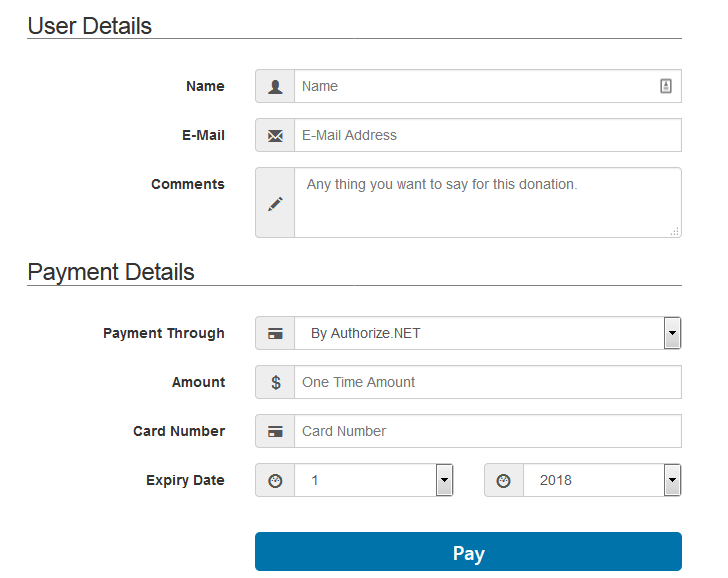 User Details
Name Name
E-Mail E-Mail Address
Comments Any thing you want to say for this donation.
Payment Details
Payment Through By Authorize.NET
Amount $ One Time Amount
Card Number Card Number
Expiry Date 1 2018
Pay